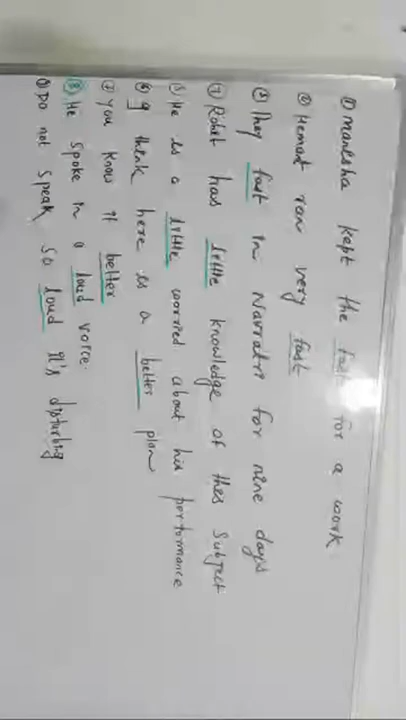 ① Manisha kept the fast for a work
② Hemant ran very fast
③ They fast in Navratri for nine days
④ Rohit has little knowledge of this subject
⑤ He is a little worried about his performance
⑥ I think here is a better plan
⑦ You know it better
⑧ He spoke in a loud voice.
⑨ Do not speak so loud it's disturbing